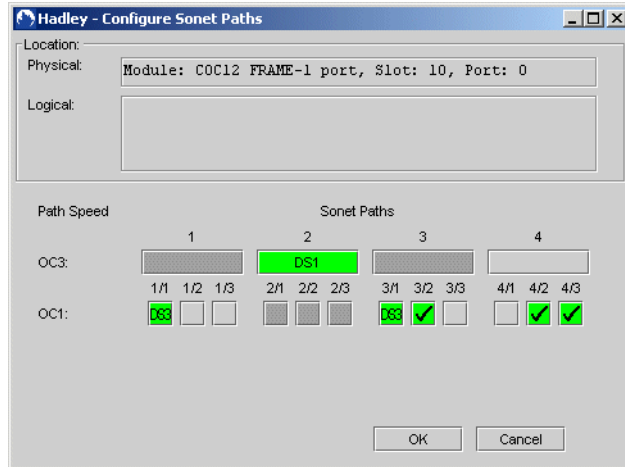 Hadley - Configure Sonet Paths
Location:
Physical: Module: COC12 FRAME-1 port, Slot: 10, Port: 0
Logical:
Path Speed Sonet Paths
1 2 3 4
OC3: DS1
1/1 1/2 1/3 2/1 2/2 2/3 3/1 3/2 3/3 4/1 4/2 4/3
OC1: DS3 DS3
OK Cancel